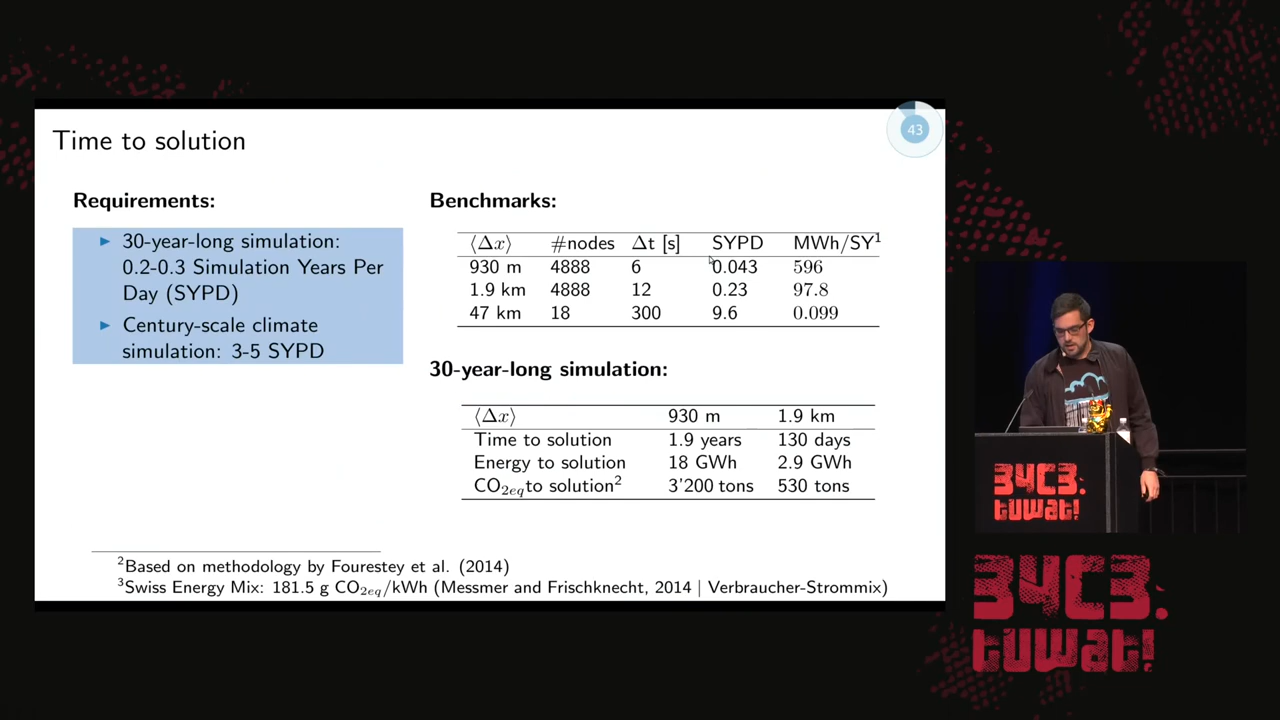 Time to solution
43
Requirements:
► 30-year-long simulation:
0.2-0.3 Simulation Years Per
Day (SYPD)
► Century-scale climate
simulation: 3-5 SYPD
Benchmarks:
⟨Δx⟩ #nodes Δt [s] SYPD MWh/SY¹
930 m 4888 6 0.043 596
1.9 km 4888 12 0.23 97.8
47 km 18 300 9.6 0.099
30-year-long simulation:
⟨Δx⟩ 930 m 1.9 km
Time to solution 1.9 years 130 days
Energy to solution 18 GWh 2.9 GWh
CO₂eq to solution² 3'200 tons 530 tons
²Based on methodology by Fourestey et al. (2014)
³Swiss Energy Mix: 181.5 g CO₂eq/kWh (Messmer and Frischknecht, 2014 | Verbraucher-Strommix)
34C3.
tuwat!
34C3.
tuwat!